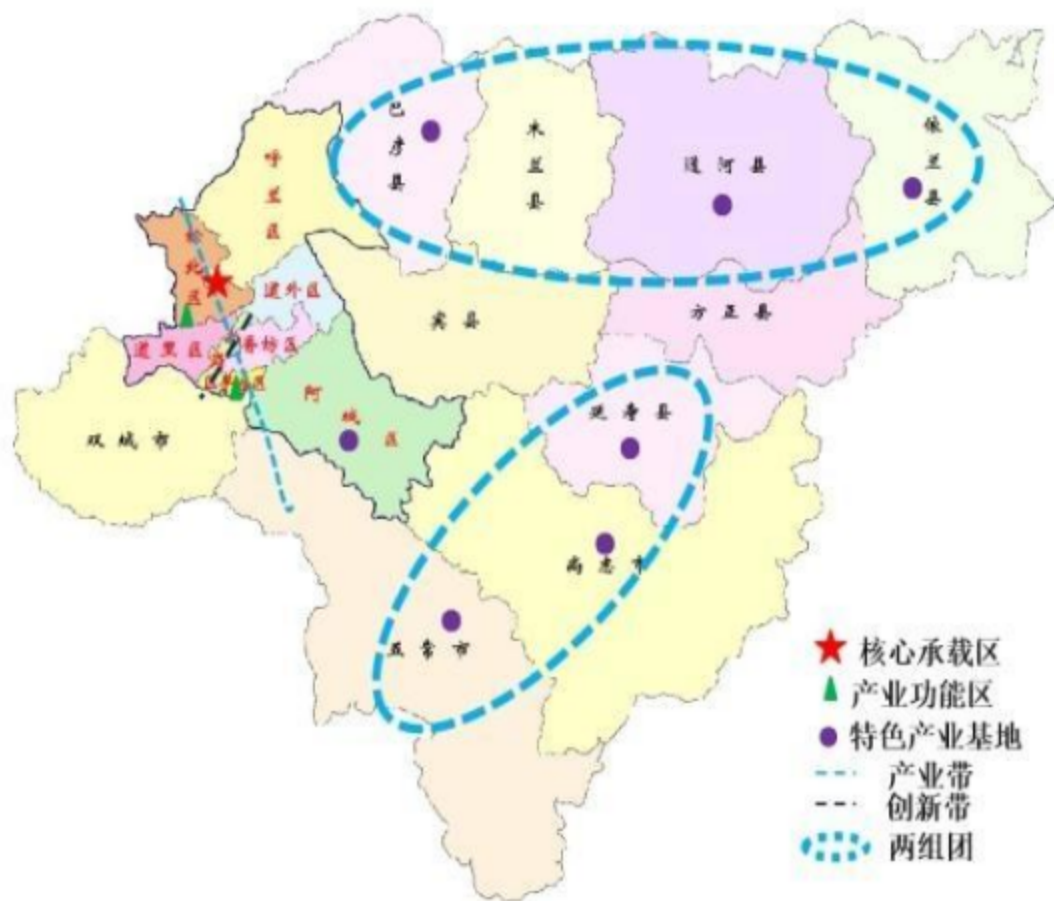 巴彦县
木兰县
通河县
依兰县
呼兰区
松北区
道外区
宾县
方正县
道里区
香坊区
阿城区
双城市
延寿县
尚志市
五常市
核心承载区
产业功能区
特色产业基地
产业带
创新带
两组团